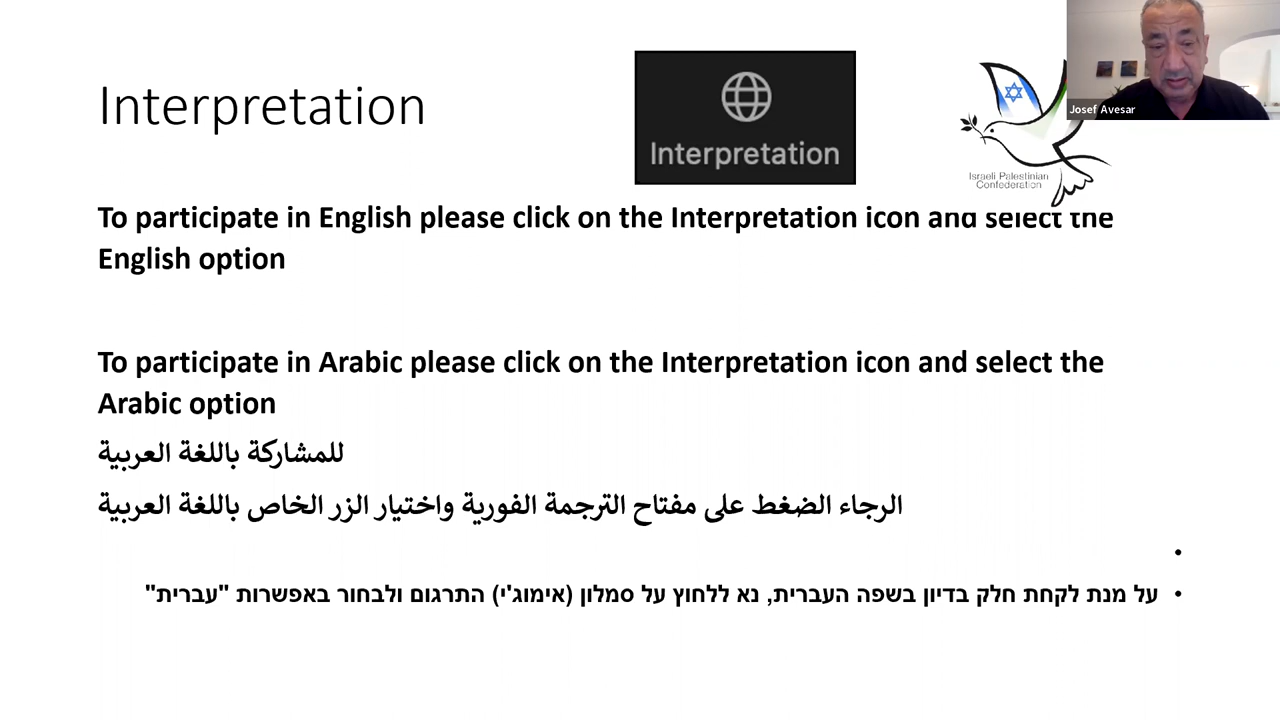 Interpretation
Interpretation
Josef Avesar
Israeli Palestinian
Confederation
To participate in English please click on the Interpretation icon and select the
English option
To participate in Arabic please click on the Interpretation icon and select the
Arabic option
للمشاركة باللغة العربية
الرجاء الضغط على مفتاح الترجمة الفورية واختيار الزر الخاص باللغة العربية
•
• על מנת לקחת חלק בדיון בשפה העברית, נא ללחוץ על סמלון (אימוג'י) התרגום ולבחור באפשרות "עברית"